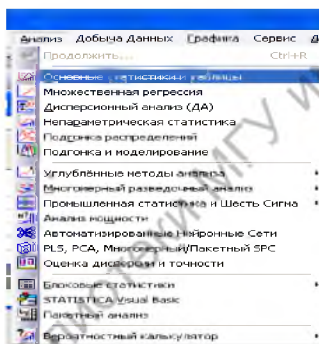 Анализ Добыча Данных Графика Сервис Д
Продолжить... Ctrl+R
Основные статистики и таблицы
Множественная регрессия
Дисперсионный анализ (ДА)
Непараметрическая статистика
Подгонка распределений
Подгонка и моделирование
Углублённые методы анализа
Многомерный разведочный анализ
Промышленная статистика и Шесть Сигма
Анализ мощности
Автоматизированные Нейронные Сети
PLS, PCA, Многомерный/Пакетный SPC
Оценка дисперсии и точности
Блоковые статистики
STATISTICA Visual Basic
Пакетный анализ
Вероятностный калькулятор